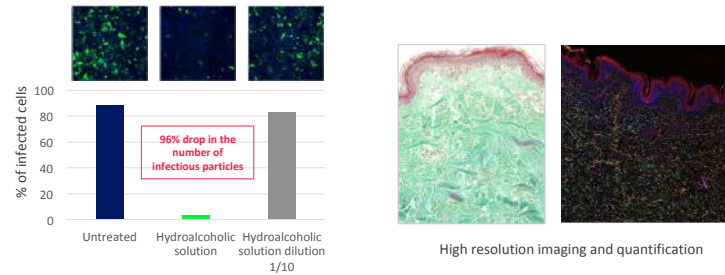 % of infected cells
100
80
60
40
20
0
96% drop in the
number of
infectious particles
Untreated
Hydroalcoholic
solution
Hydroalcoholic
solution dilution
1/10
High resolution imaging and quantification